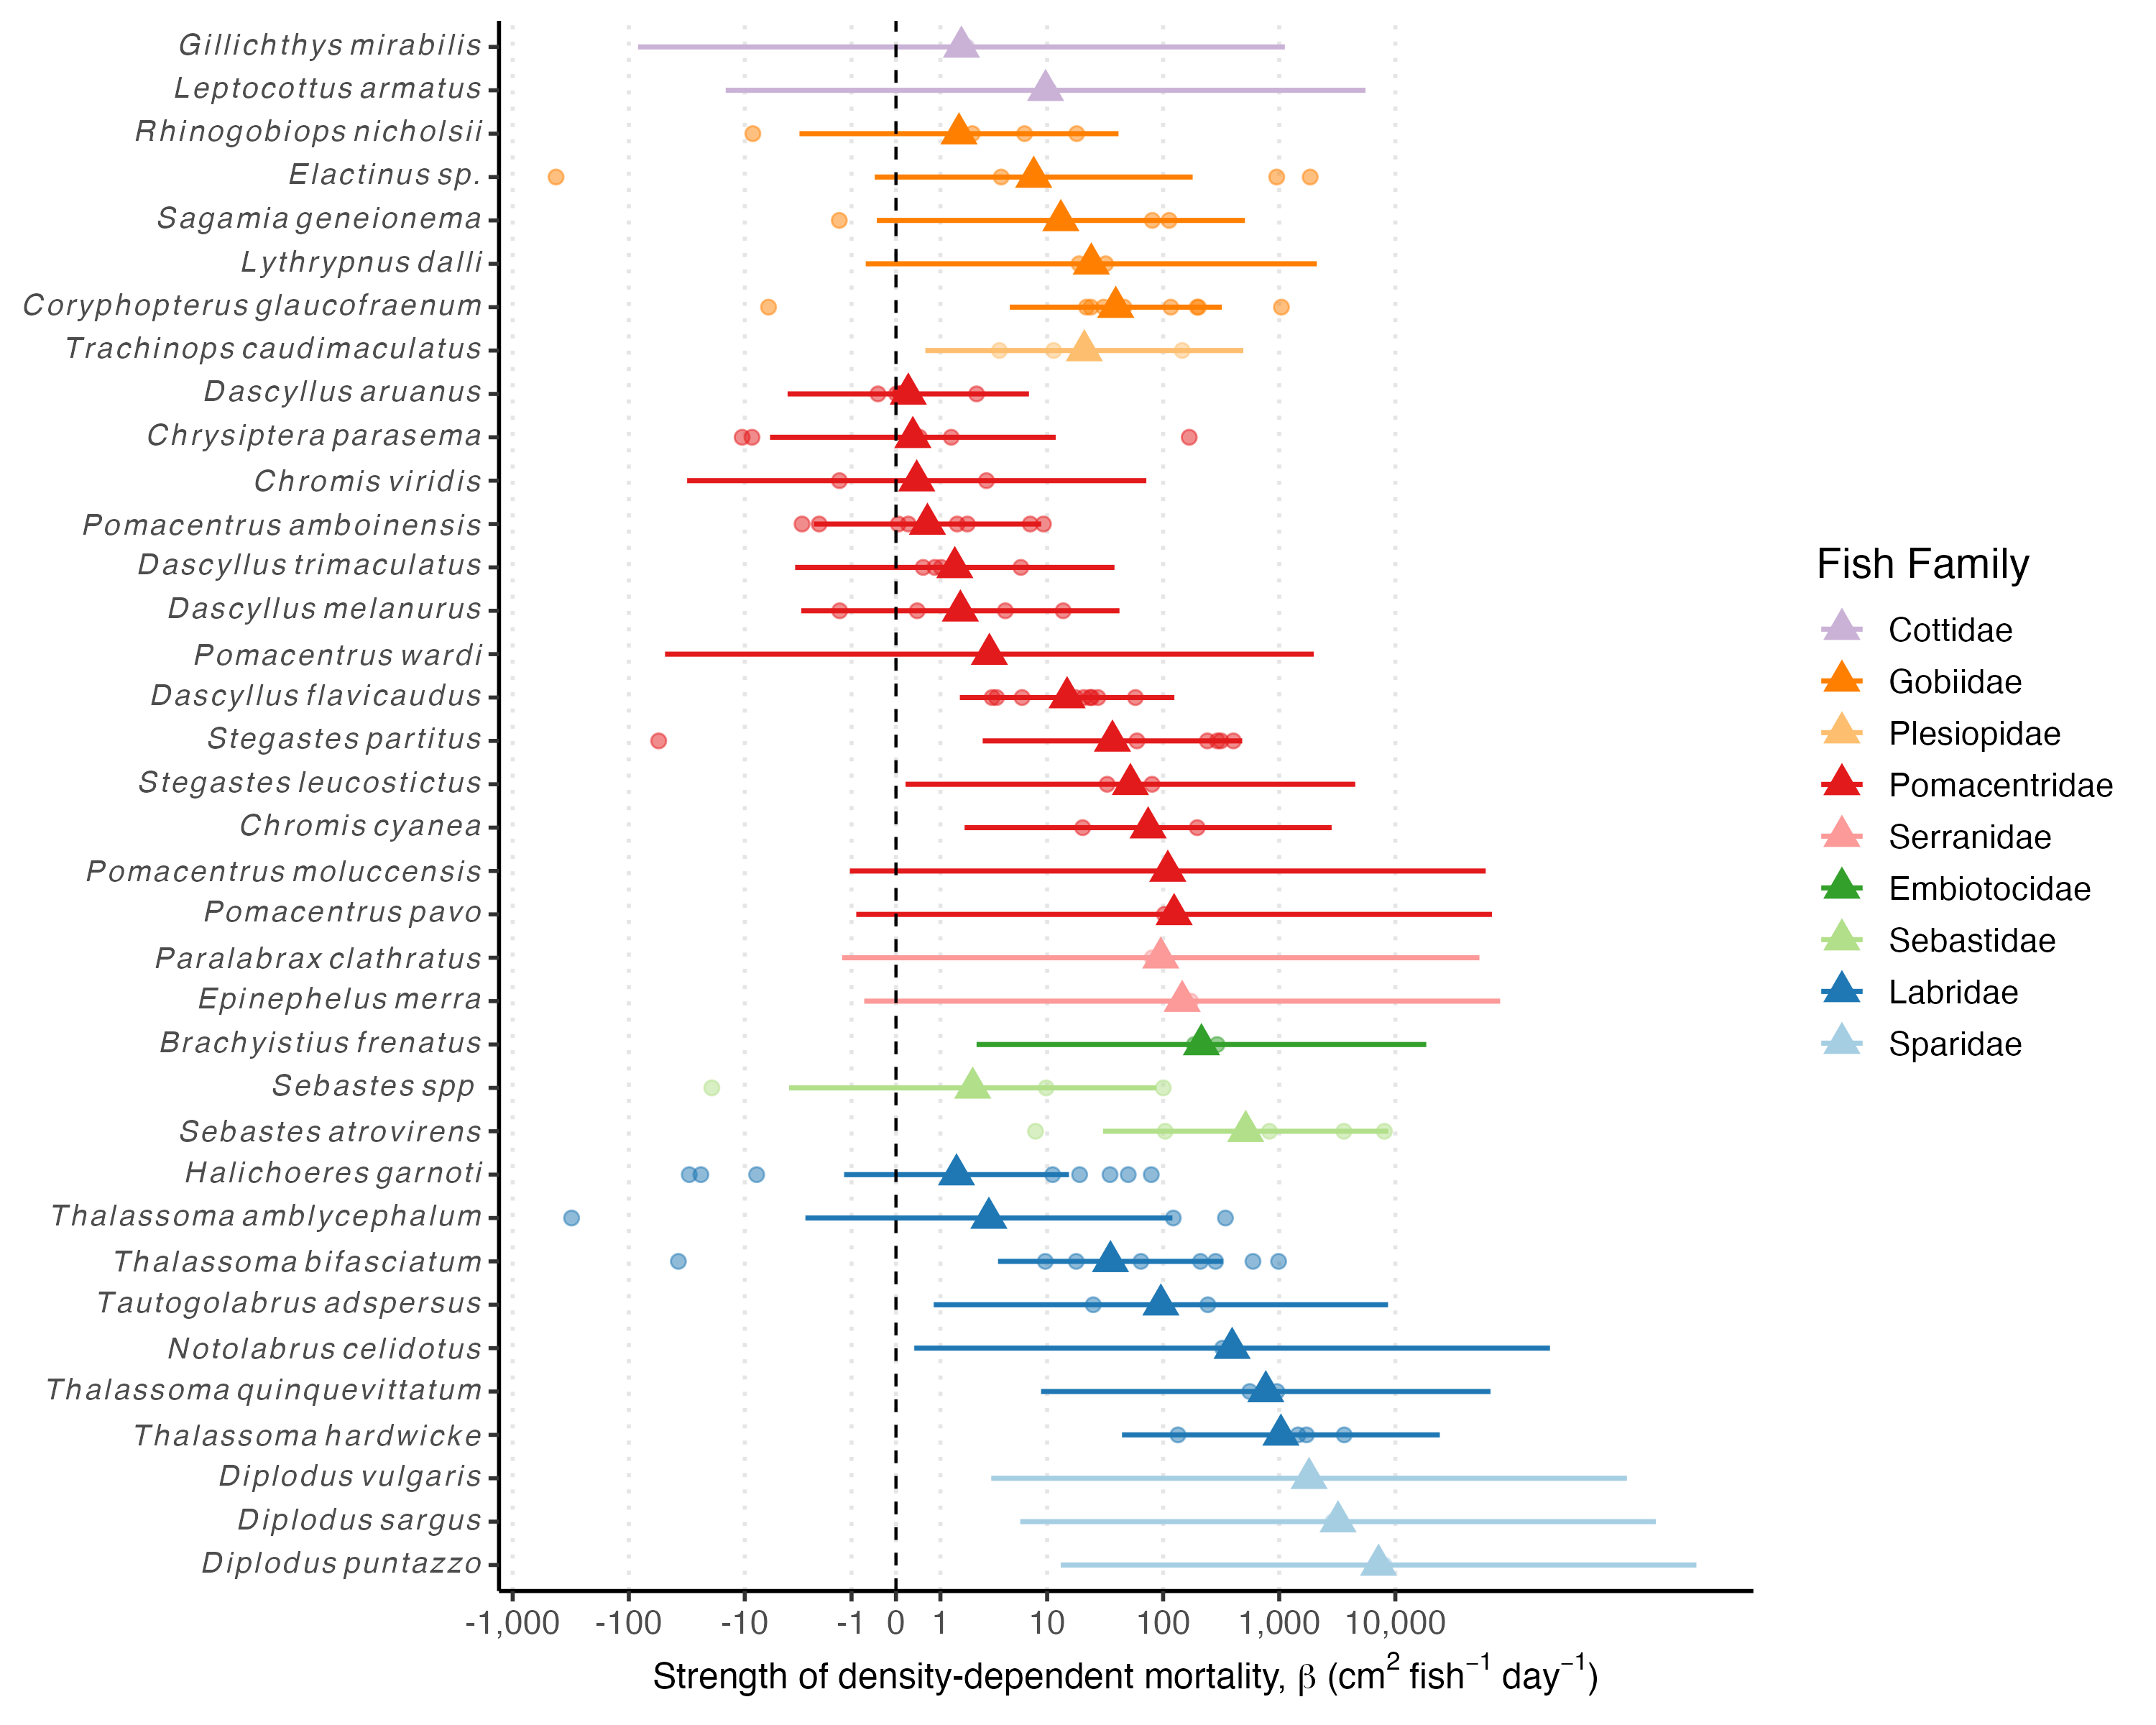 Gillichthys mirabilis
Leptocottus armatus
Rhinogobiops nicholsii
Elactinus sp.
Sagamia geneionema
Lythrypnus dalli
Coryphopterus glaucofraenum
Trachinops caudimaculatus
Dascyllus aruanus
Chrysiptera parasema
Chromis viridis
Pomacentrus amboinensis
Dascyllus trimaculatus
Dascyllus melanurus
Pomacentrus wardi
Dascyllus flavicaudus
Stegastes partitus
Stegastes leucostictus
Chromis cyanea
Pomacentrus moluccensis
Pomacentrus pavo
Paralabrax clathratus
Epinephelus merra
Brachyistius frenatus
Sebastes spp
Sebastes atrovirens
Halichoeres garnoti
Thalassoma amblycephalum
Thalassoma bifasciatum
Tautogolabrus adspersus
Notolabrus celidotus
Thalassoma quinquevittatum
Thalassoma hardwicke
Diplodus vulgaris
Diplodus sargus
Diplodus puntazzo
-1,000 -100 -10 -1 0 1 10 100 1,000 10,000
Strength of density-dependent mortality, β (cm² fish⁻¹ day⁻¹)
Fish Family
Cottidae
Gobiidae
Plesiopidae
Pomacentridae
Serranidae
Embiotocidae
Sebastidae
Labridae
Sparidae